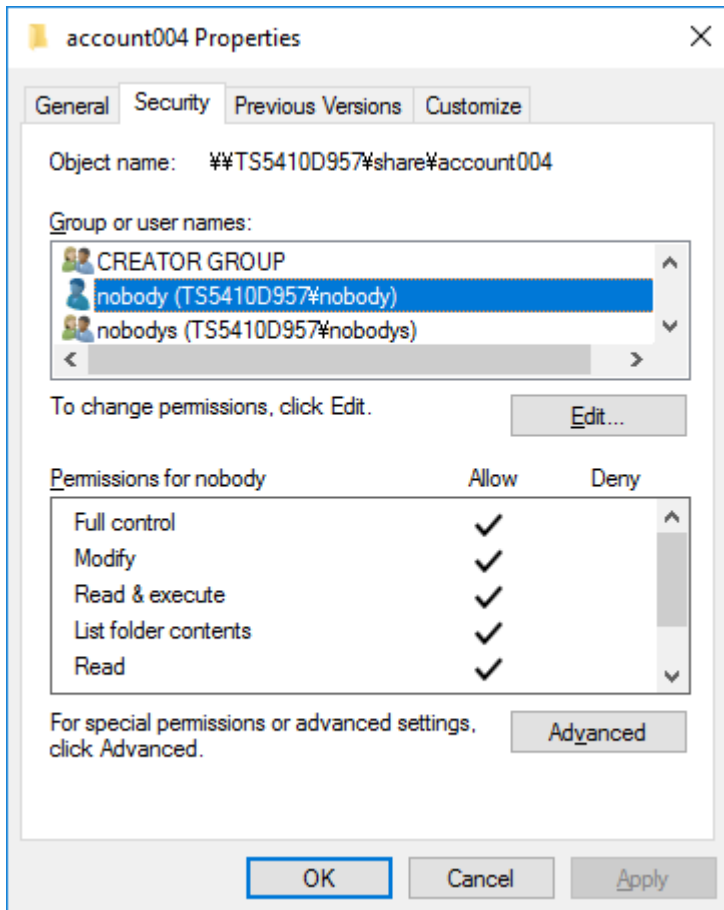 account004 Properties
General Security Previous Versions Customize
Object name: ¥¥TS5410D957¥share¥account004
Group or user names:
CREATOR GROUP
nobody (TS5410D957¥nobody)
nobodys (TS5410D957¥nobodys)
To change permissions, click Edit.
Edit...
Permissions for nobody Allow Deny
Full control
Modify
Read & execute
List folder contents
Read
For special permissions or advanced settings,
click Advanced.
Advanced
OK Cancel Apply